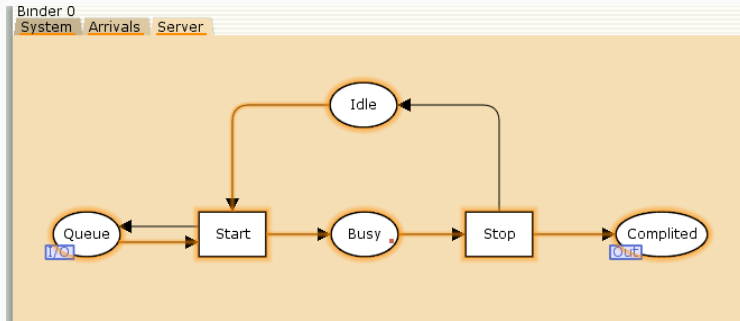 Binder 0
System Arrivals Server
Idle
Queue Start Busy Stop Complited
I/O Out